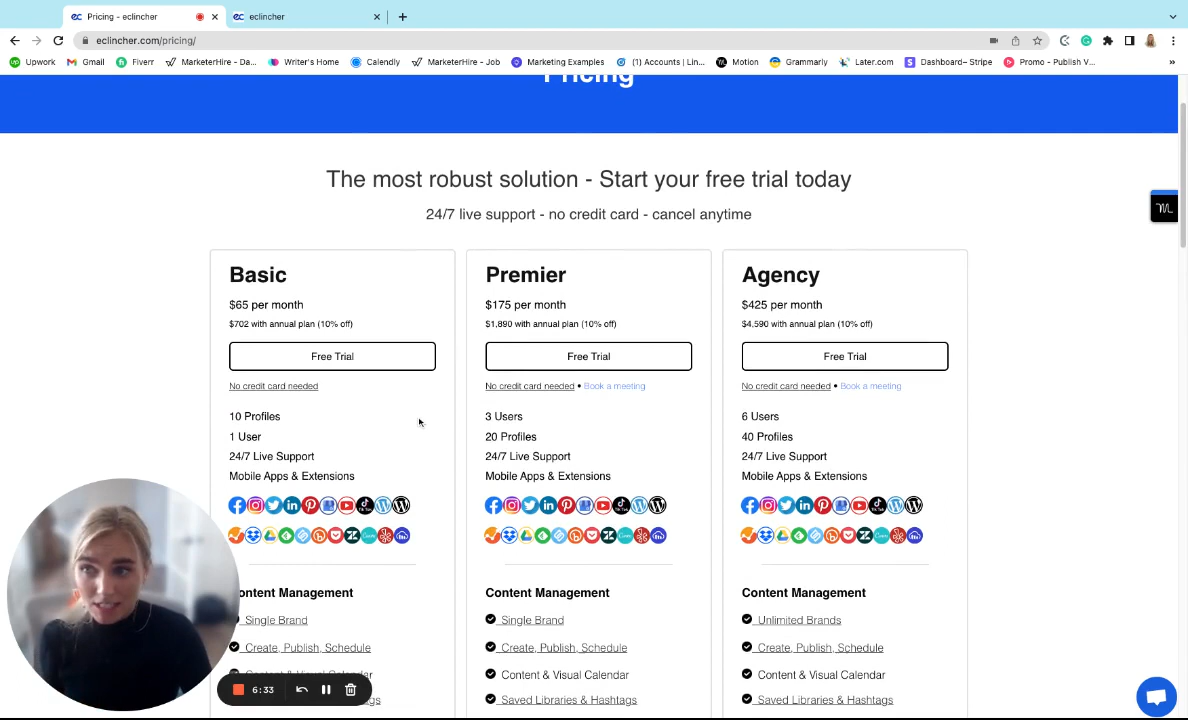 Pricing - eclincher
eclincher
eclincher.com/pricing/
Upwork
Gmail
Fiverr
MarketerHire - Da...
Writer's Home
Calendly
MarketerHire - Job
Marketing Examples
(1) Accounts | Lin...
Motion
Grammarly
Later.com
Dashboard– Stripe
Promo - Publish V...
Pricing
The most robust solution - Start your free trial today
24/7 live support - no credit card - cancel anytime
Basic
$65 per month
$702 with annual plan (10% off)
Free Trial
No credit card needed
10 Profiles
1 User
24/7 Live Support
Mobile Apps & Extensions
Content Management
Single Brand
Create, Publish, Schedule
Content & Visual Calendar
Premier
$175 per month
$1,890 with annual plan (10% off)
Free Trial
No credit card needed • Book a meeting
3 Users
20 Profiles
24/7 Live Support
Mobile Apps & Extensions
Content Management
Single Brand
Create, Publish, Schedule
Content & Visual Calendar
Saved Libraries & Hashtags
Agency
$425 per month
$4,590 with annual plan (10% off)
Free Trial
No credit card needed • Book a meeting
6 Users
40 Profiles
24/7 Live Support
Mobile Apps & Extensions
Content Management
Unlimited Brands
Create, Publish, Schedule
Content & Visual Calendar
Saved Libraries & Hashtags
6:33